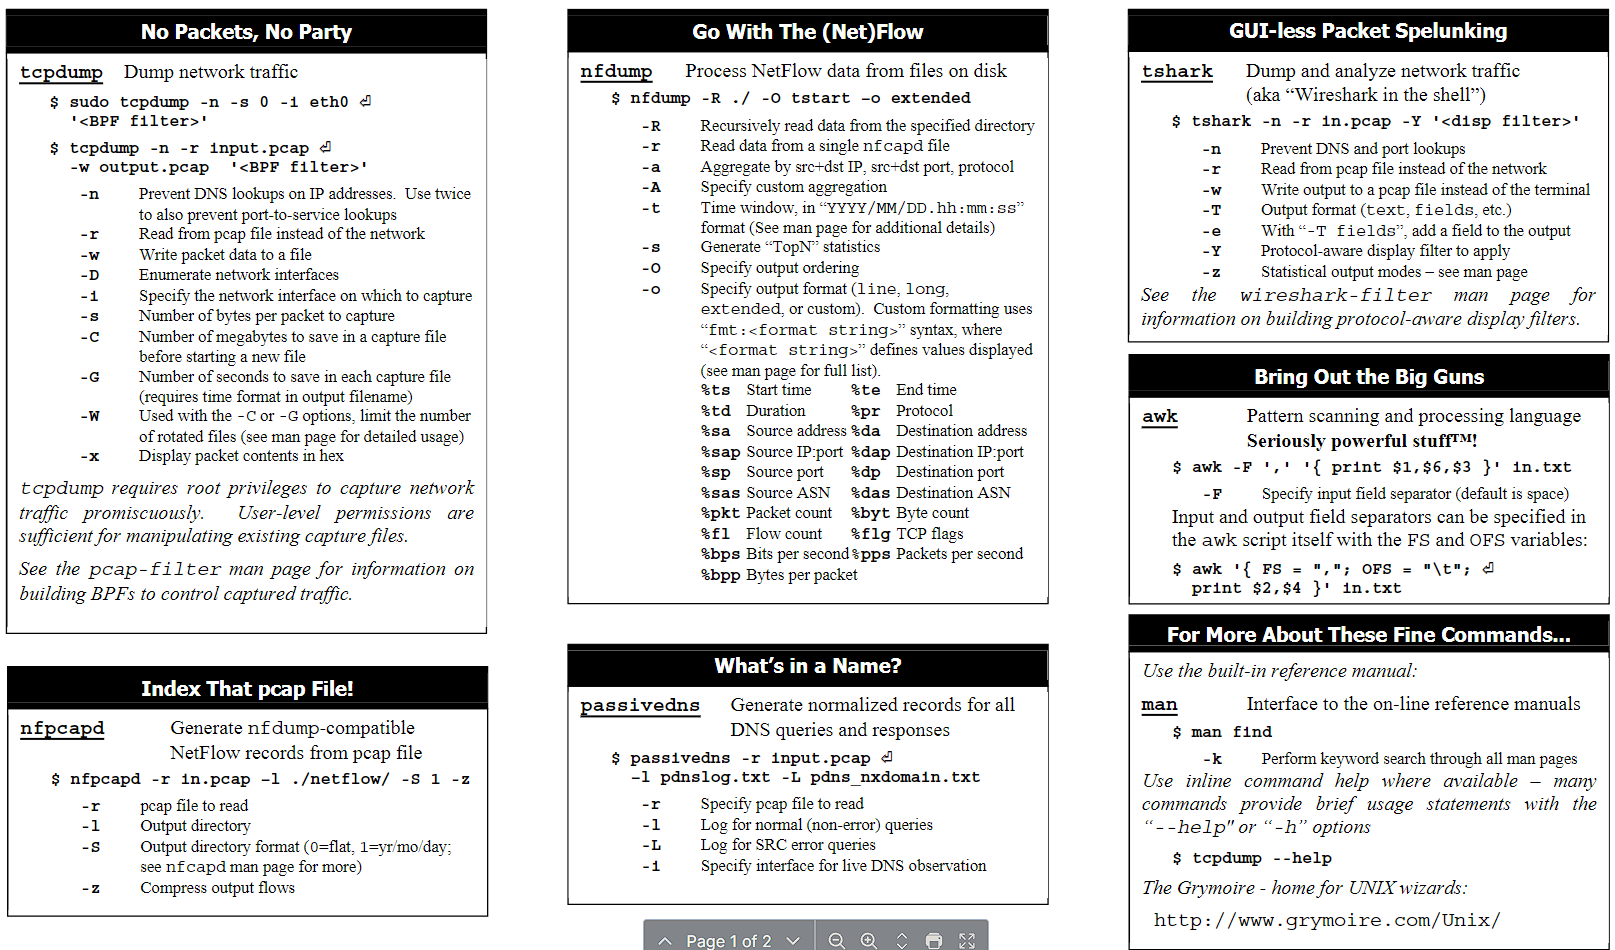 No Packets, No Party
tcpdump Dump network traffic
$ sudo tcpdump -n -s 0 -i eth0 ⏎
'<BPF filter>'
$ tcpdump -n -r input.pcap ⏎
-w output.pcap '<BPF filter>'
-n Prevent DNS lookups on IP addresses. Use twice
to also prevent port-to-service lookups
-r Read from pcap file instead of the network
-w Write packet data to a file
-D Enumerate network interfaces
-i Specify the network interface on which to capture
-s Number of bytes per packet to capture
-C Number of megabytes to save in a capture file
before starting a new file
-G Number of seconds to save in each capture file
(requires time format in output filename)
-W Used with the -C or -G options, limit the number
of rotated files (see man page for detailed usage)
-x Display packet contents in hex
tcpdump requires root privileges to capture network
traffic promiscuously. User-level permissions are
sufficient for manipulating existing capture files.
See the pcap-filter man page for information on
building BPFs to control captured traffic.
Index That pcap File!
nfpcapd Generate nfdump-compatible
NetFlow records from pcap file
$ nfpcapd -r in.pcap –l ./netflow/ -S 1 -z
-r pcap file to read
-l Output directory
-S Output directory format (0=flat, 1=yr/mo/day;
see nfcapd man page for more)
-z Compress output flows
Go With The (Net)Flow
nfdump Process NetFlow data from files on disk
$ nfdump -R ./ -O tstart –o extended
-R Recursively read data from the specified directory
-r Read data from a single nfcapd file
-a Aggregate by src+dst IP, src+dst port, protocol
-A Specify custom aggregation
-t Time window, in “YYYY/MM/DD.hh:mm:ss”
format (See man page for additional details)
-s Generate “TopN” statistics
-O Specify output ordering
-o Specify output format (line, long,
extended, or custom). Custom formatting uses
“fmt:<format string>” syntax, where
“<format string>” defines values displayed
(see man page for full list).
%ts Start time %te End time
%td Duration %pr Protocol
%sa Source address %da Destination address
%sap Source IP:port %dap Destination IP:port
%sp Source port %dp Destination port
%sas Source ASN %das Destination ASN
%pkt Packet count %byt Byte count
%fl Flow count %flg TCP flags
%bps Bits per second %pps Packets per second
%bpp Bytes per packet
What’s in a Name?
passivedns Generate normalized records for all
DNS queries and responses
$ passivedns -r input.pcap ⏎
–l pdnslog.txt -L pdns_nxdomain.txt
-r Specify pcap file to read
-l Log for normal (non-error) queries
-L Log for SRC error queries
-i Specify interface for live DNS observation
GUI-less Packet Spelunking
tshark Dump and analyze network traffic
(aka “Wireshark in the shell”)
$ tshark -n -r in.pcap -Y '<disp filter>'
-n Prevent DNS and port lookups
-r Read from pcap file instead of the network
-w Write output to a pcap file instead of the terminal
-T Output format (text, fields, etc.)
-e With “-T fields”, add a field to the output
-Y Protocol-aware display filter to apply
-z Statistical output modes – see man page
See the wireshark-filter man page for
information on building protocol-aware display filters.
Bring Out the Big Guns
awk Pattern scanning and processing language
Seriously powerful stuff™!
$ awk -F ',' '{ print $1,$6,$3 }' in.txt
-F Specify input field separator (default is space)
Input and output field separators can be specified in
the awk script itself with the FS and OFS variables:
$ awk '{ FS = ","; OFS = "\t"; ⏎
print $2,$4 }' in.txt
For More About These Fine Commands…
Use the built-in reference manual:
man Interface to the on-line reference manuals
$ man find
-k Perform keyword search through all man pages
Use inline command help where available – many
commands provide brief usage statements with the
“--help" or “-h” options
$ tcpdump --help
The Grymoire - home for UNIX wizards:
http://www.grymoire.com/Unix/
Page 1 of 2